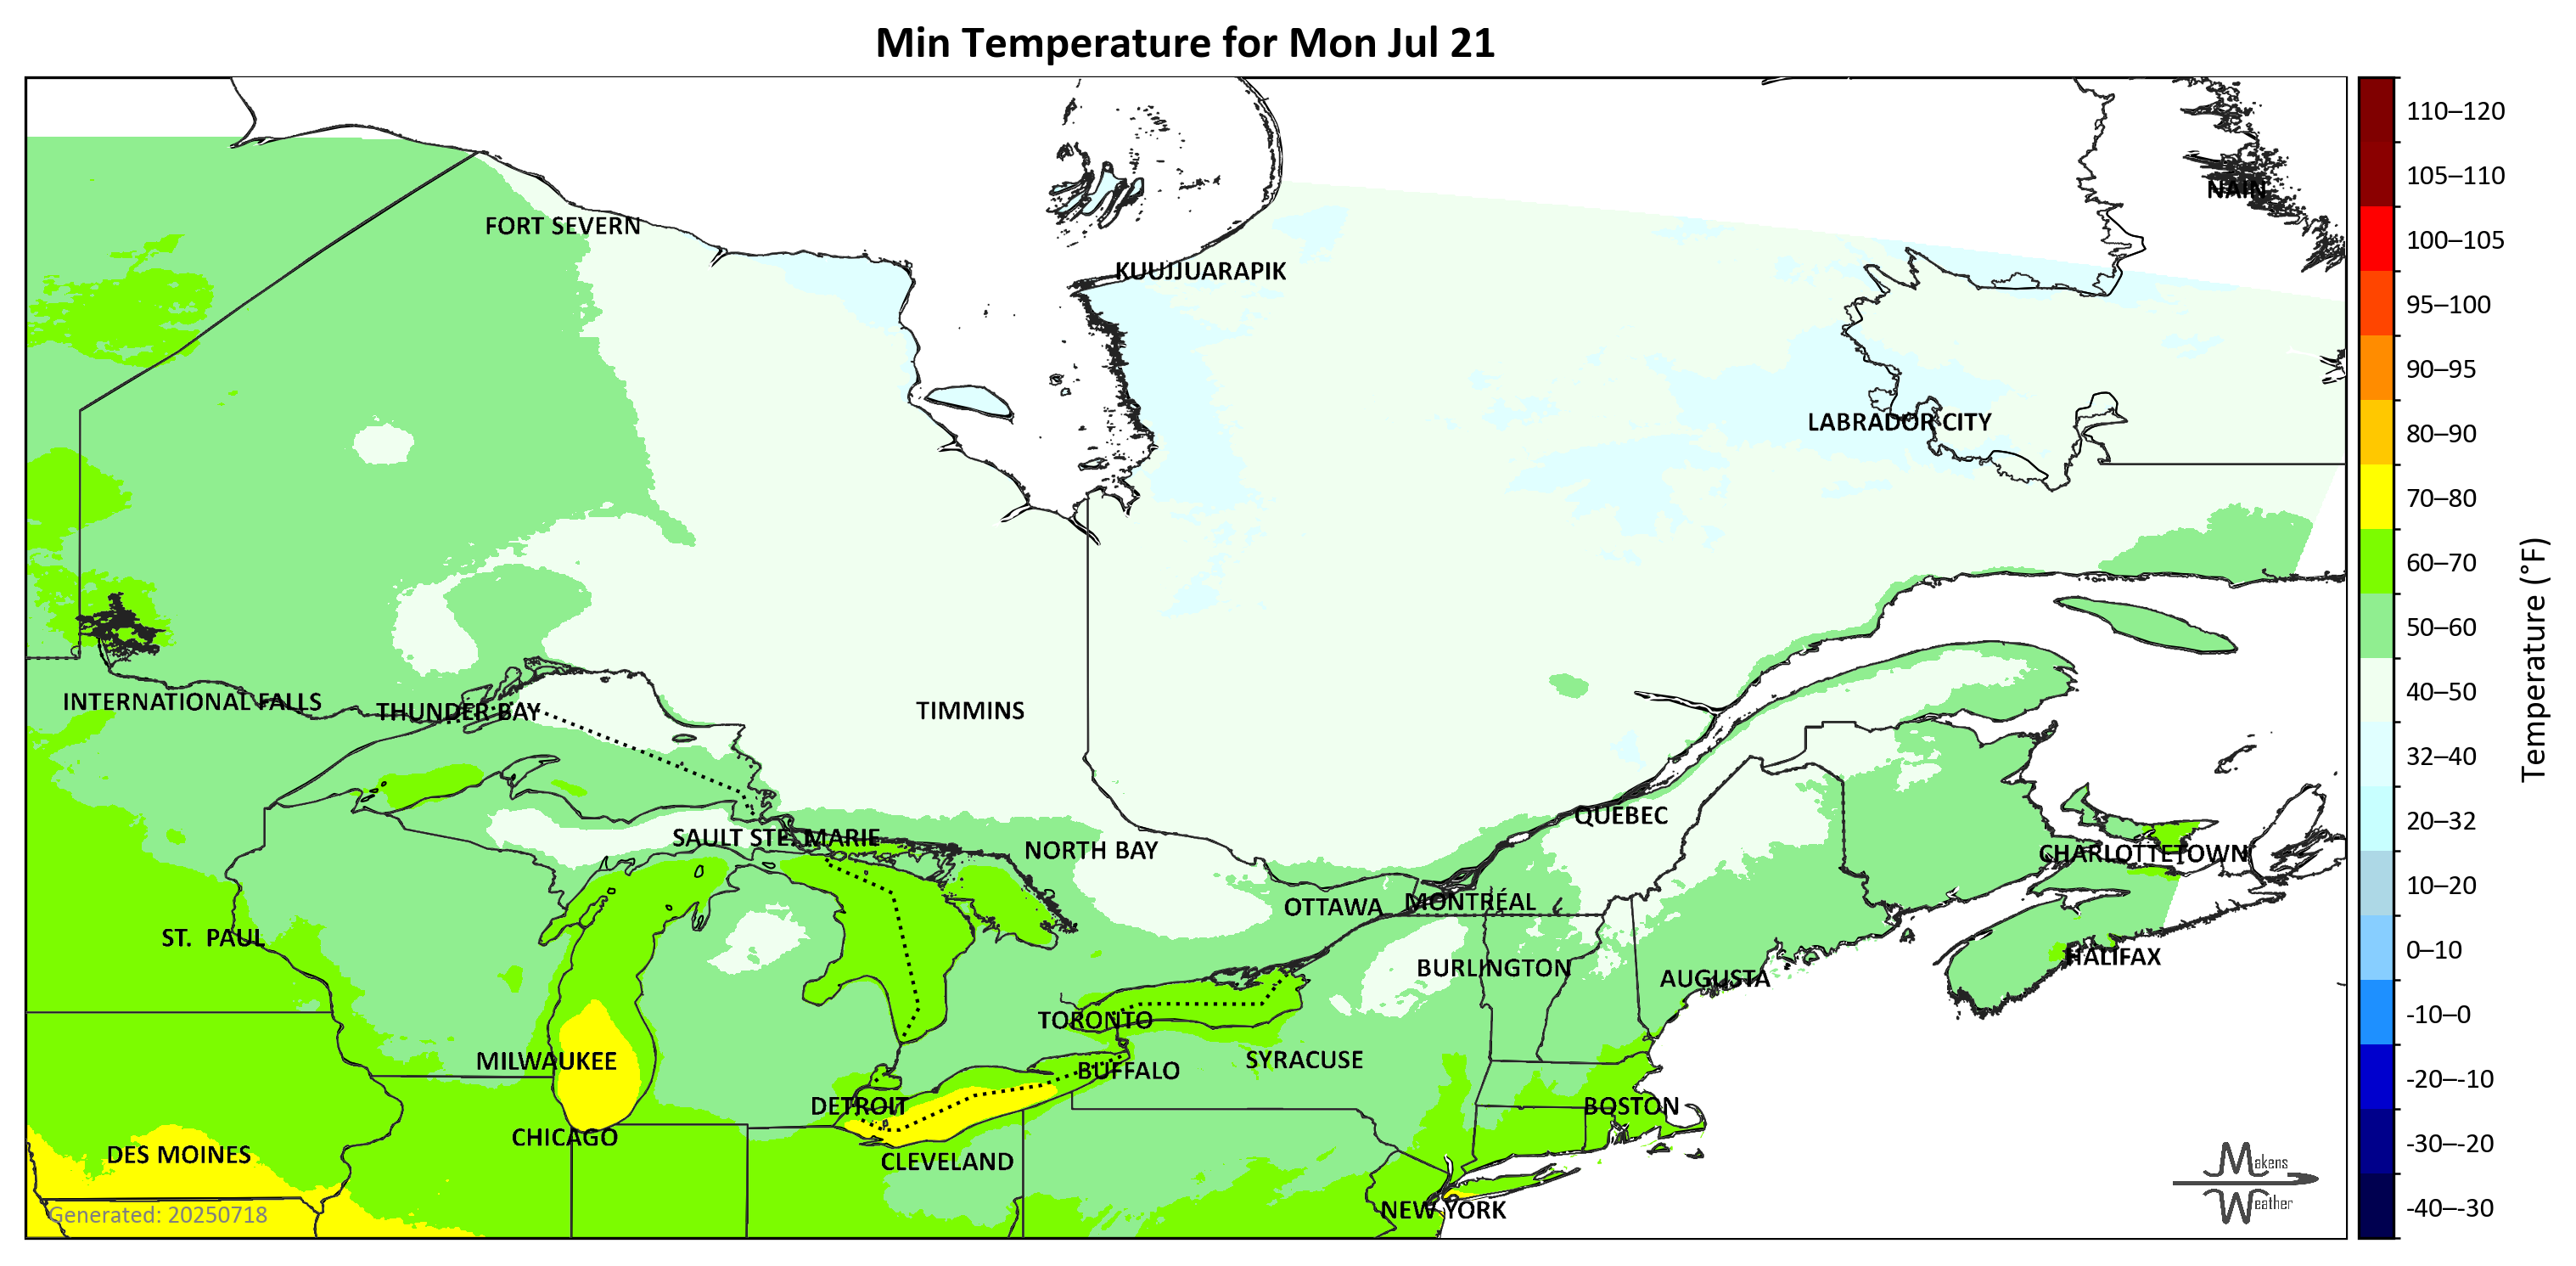 Min Temperature for Mon Jul 21
NAIN
FORT SEVERN
KUUJJUARAPIK
LABRADOR CITY
INTERNATIONAL FALLS
THUNDER BAY
TIMMINS
QUEBEC
SAULT STE. MARIE
NORTH BAY
CHARLOTTETOWN
OTTAWA
MONTRÉAL
ST. PAUL
HALIFAX
BURLINGTON
AUGUSTA
TORONTO
MILWAUKEE
BUFFALO
SYRACUSE
DETROIT
BOSTON
CHICAGO
DES MOINES
CLEVELAND
NEW YORK
Generated: 20250718
Makens
Weather
110–120
105–110
100–105
95–100
90–95
80–90
70–80
60–70
50–60
40–50
32–40
20–32
10–20
0–10
-10–0
-20–-10
-30–-20
-40–-30
Temperature (°F)